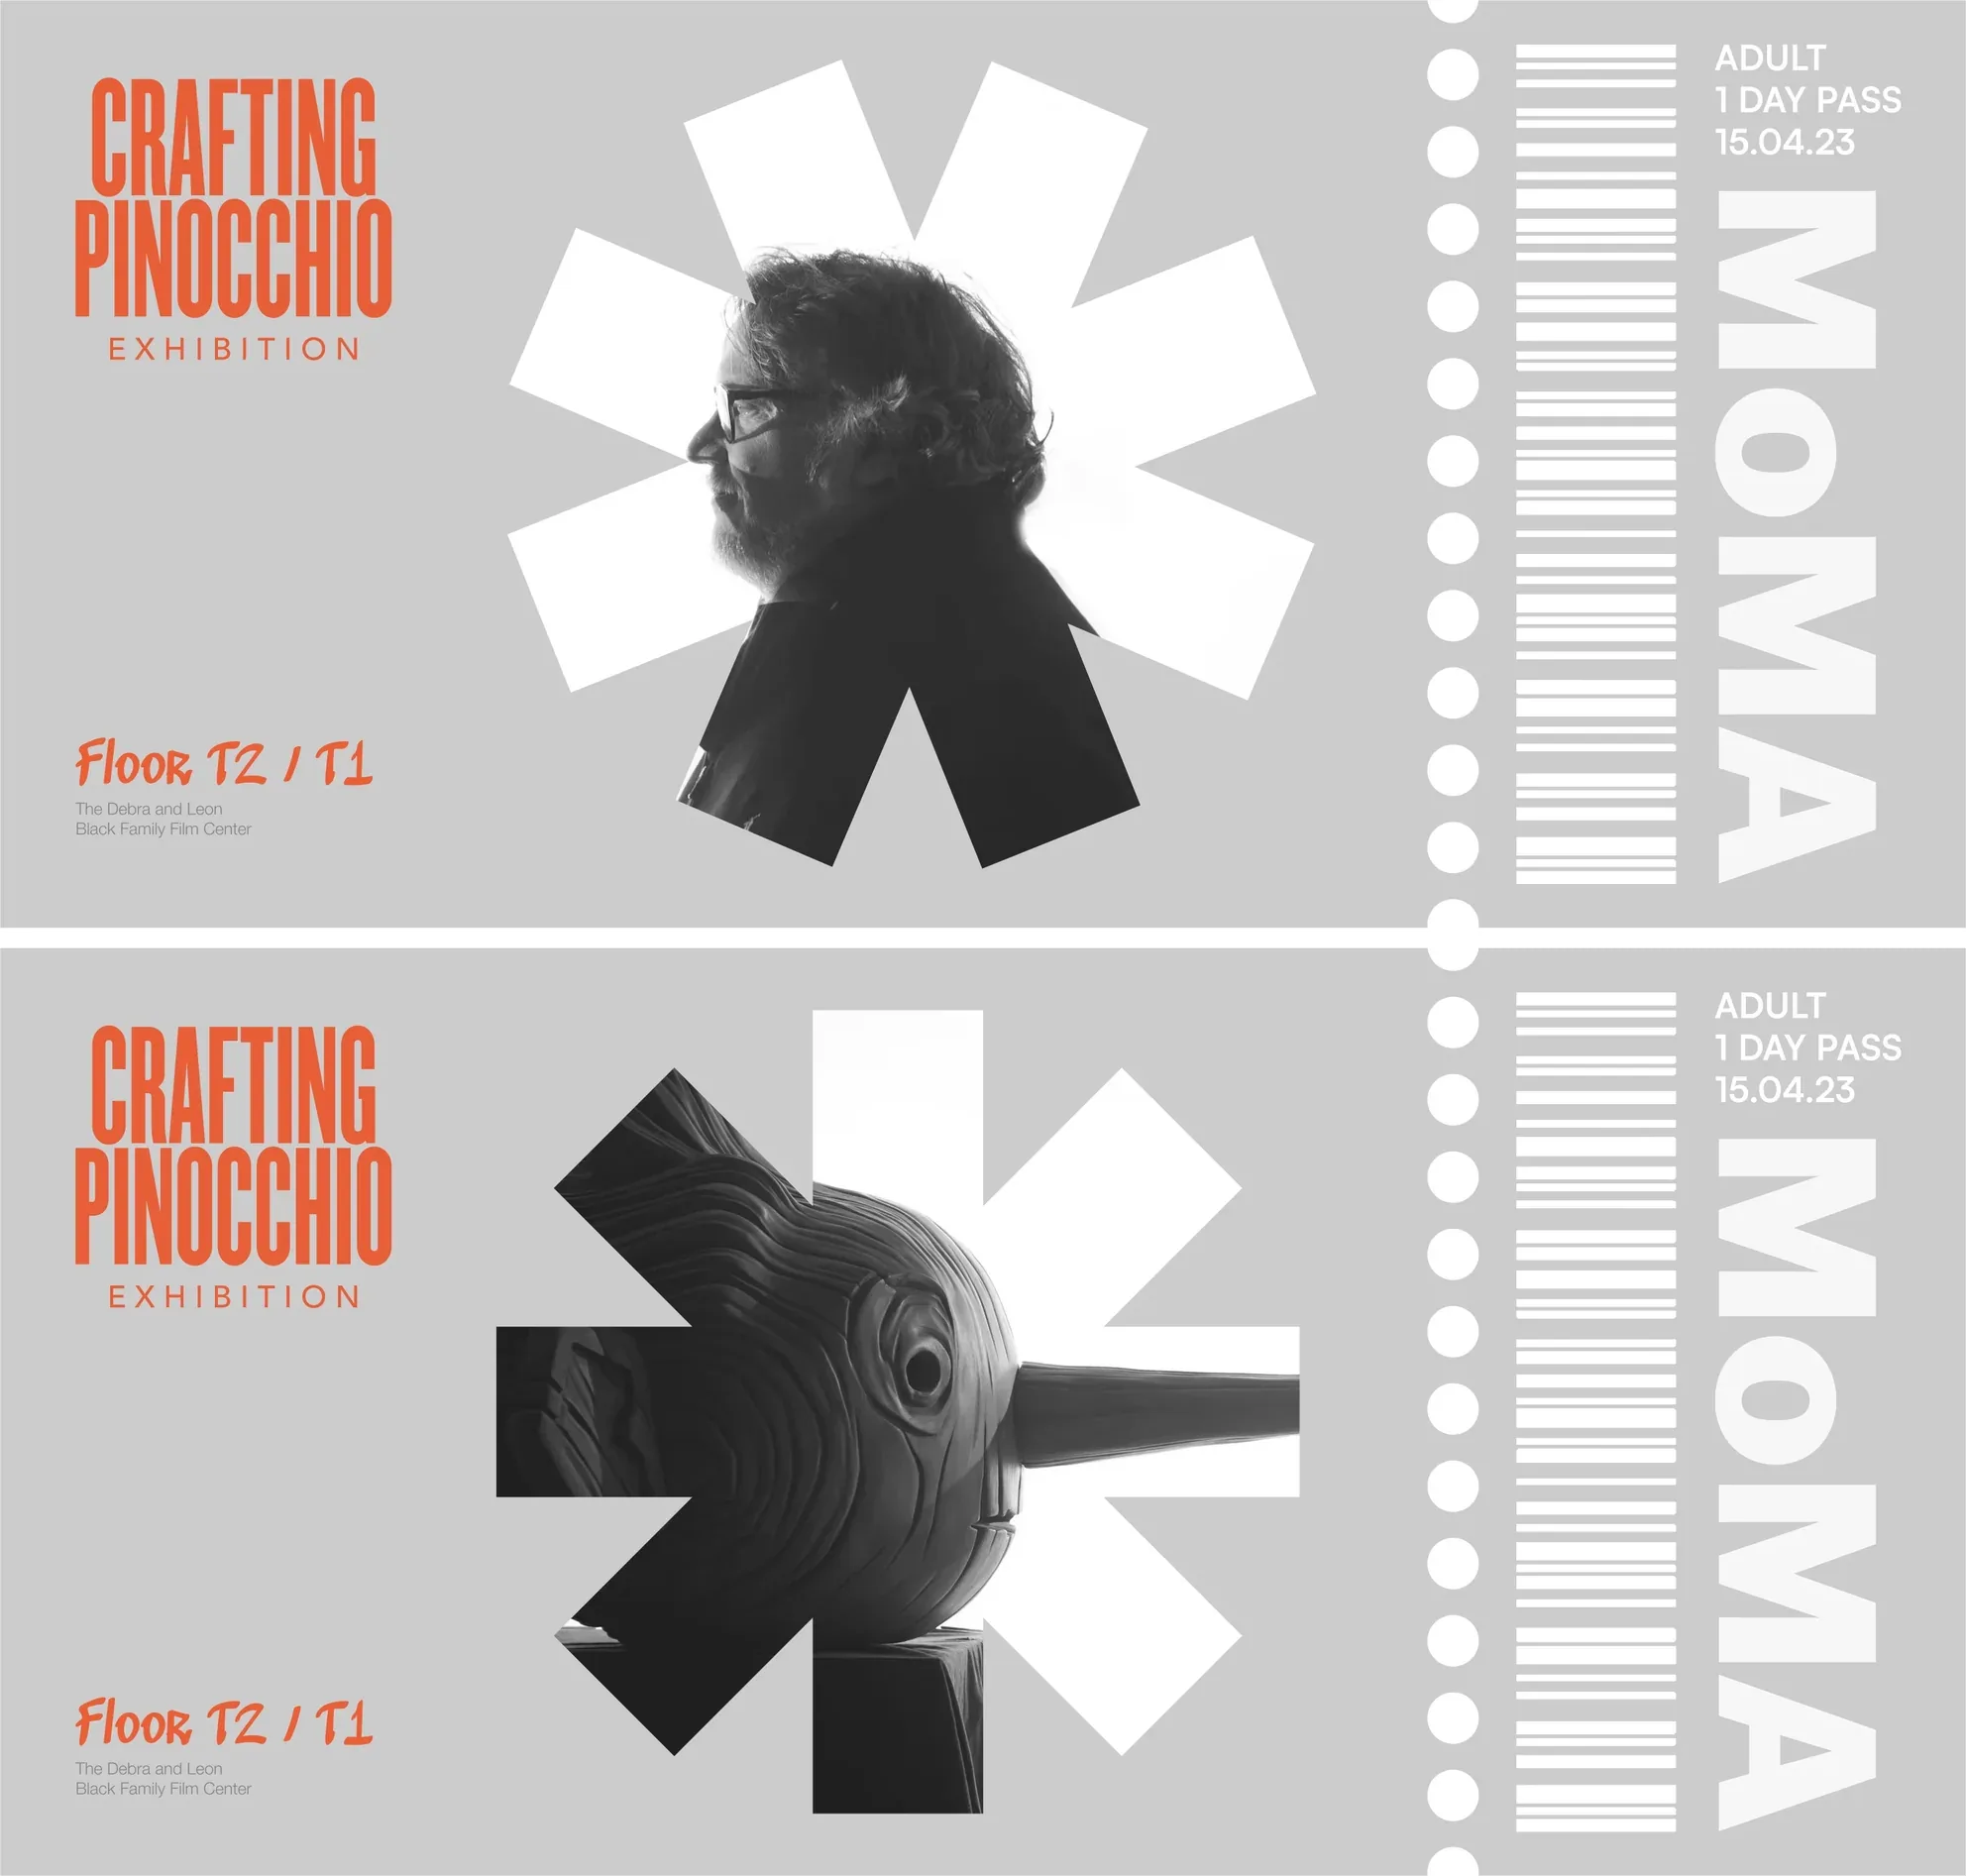 CRAFTING
PINOCCHIO
EXHIBITION
Floor T2 / T1
The Debra and Leon
Black Family Film Center
ADULT
1 DAY PASS
15.04.23
MoMA
CRAFTING
PINOCCHIO
EXHIBITION
Floor T2 / T1
The Debra and Leon
Black Family Film Center
ADULT
1 DAY PASS
15.04.23
MoMA